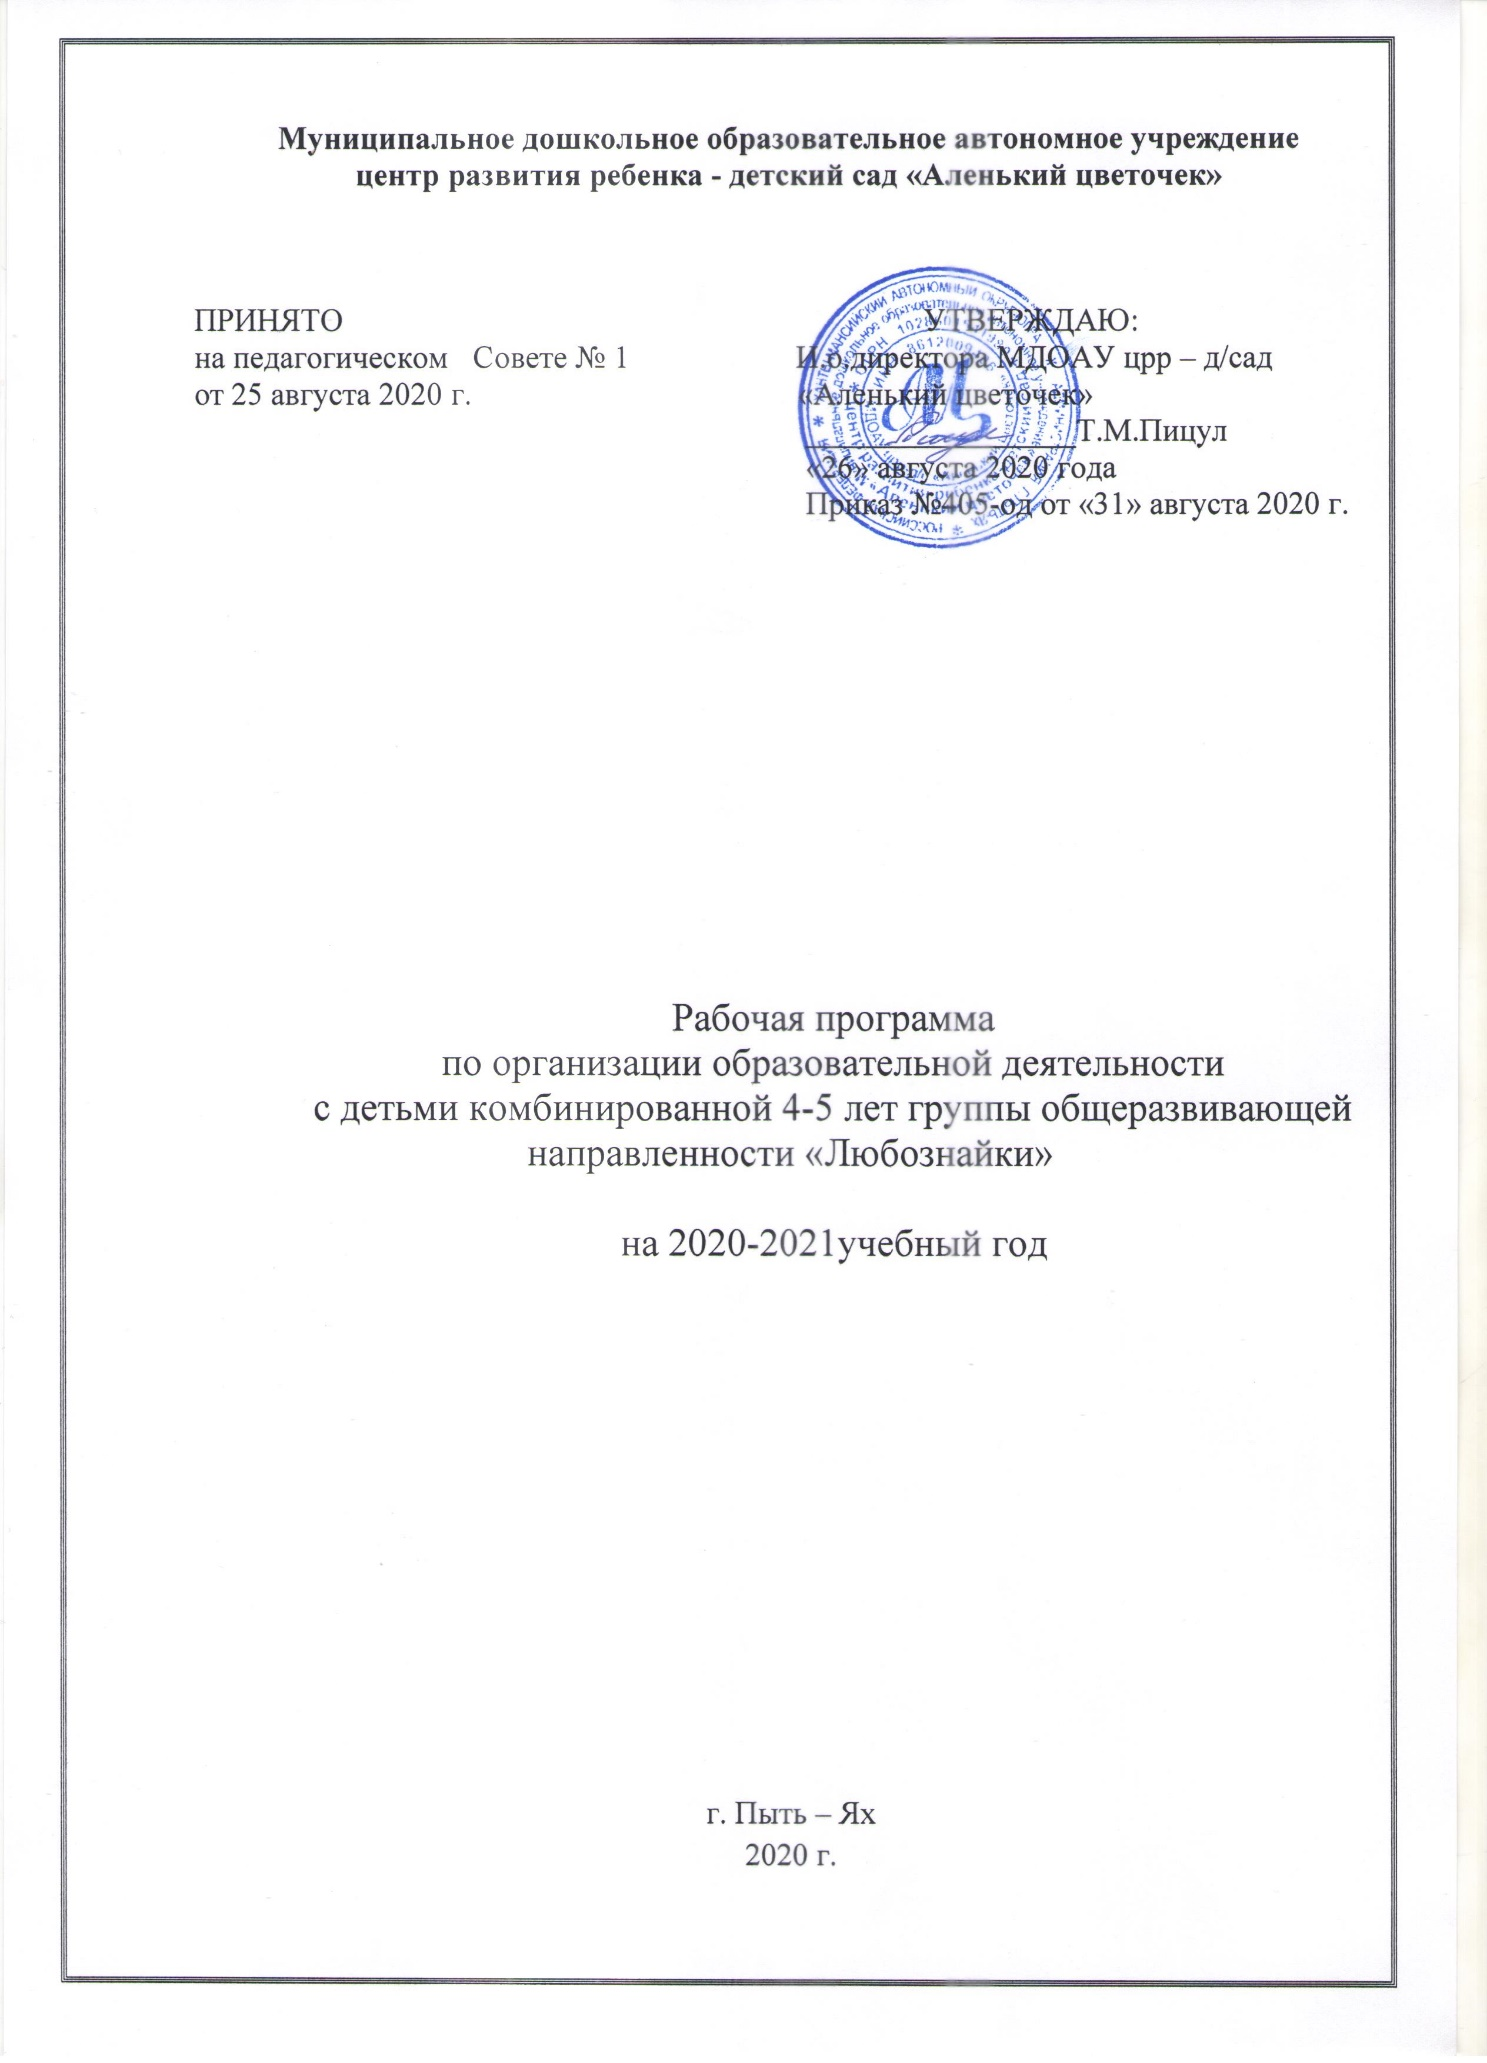 Муниципальное дошкольное образовательное автономное учреждение
центр развития ребенка - детский сад «Аленький цветочек»
ПРИНЯТО
на педагогическом Совете № 1
от 25 августа 2020 г.
УТВЕРЖДАЮ:
И.о директора МДОАУ црр – д/сад
«Аленький цветочек»
Т.М.Пицул
«26» августа 2020 года
Приказ №405-од от «31» августа 2020 г.
Рабочая программа
по организации образовательной деятельности
с детьми комбинированной 4-5 лет группы общеразвивающей
направленности «Любознайки»
на 2020-2021учебный год
г. Пыть – Ях
2020 г.